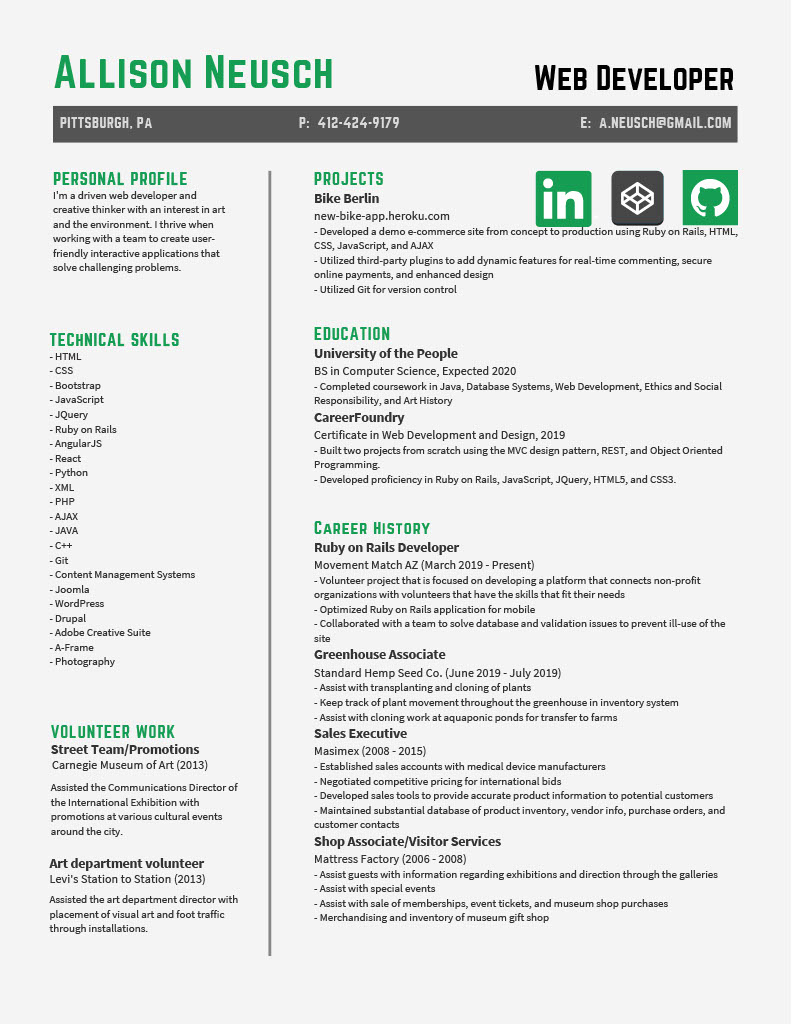 Allison Neusch
Web Developer
PITTSBURGH, PA
P: 412-424-9179
E: A.NEUSCH@GMAIL.COM
PERSONAL PROFILE
I'm a driven web developer and
creative thinker with an interest in art
and the environment. I thrive when
working with a team to create user-
friendly interactive applications that
solve challenging problems.
TECHNICAL SKILLS
- HTML
- CSS
- Bootstrap
- JavaScript
- JQuery
- Ruby on Rails
- AngularJS
- React
- Python
- XML
- PHP
- AJAX
- JAVA
- C++
- Git
- Content Management Systems
- Joomla
- WordPress
- Drupal
- Adobe Creative Suite
- A-Frame
- Photography
VOLUNTEER WORK
Street Team/Promotions
Carnegie Museum of Art (2013)
Assisted the Communications Director of
the International Exhibition with
promotions at various cultural events
around the city.
Art department volunteer
Levi's Station to Station (2013)
Assisted the art department director with
placement of visual art and foot traffic
through installations.
PROJECTS
in
Bike Berlin
new-bike-app.heroku.com
- Developed a demo e-commerce site from concept to production using Ruby on Rails, HTML,
CSS, JavaScript, and AJAX
- Utilized third-party plugins to add dynamic features for real-time commenting, secure
online payments, and enhanced design
- Utilized Git for version control
EDUCATION
University of the People
BS in Computer Science, Expected 2020
- Completed coursework in Java, Database Systems, Web Development, Ethics and Social
Responsibility, and Art History
CareerFoundry
Certificate in Web Development and Design, 2019
- Built two projects from scratch using the MVC design pattern, REST, and Object Oriented
Programming.
- Developed proficiency in Ruby on Rails, JavaScript, JQuery, HTML5, and CSS3.
Career History
Ruby on Rails Developer
Movement Match AZ (March 2019 - Present)
- Volunteer project that is focused on developing a platform that connects non-profit
organizations with volunteers that have the skills that fit their needs
- Optimized Ruby on Rails application for mobile
- Collaborated with a team to solve database and validation issues to prevent ill-use of the
site
Greenhouse Associate
Standard Hemp Seed Co. (June 2019 - July 2019)
- Assist with transplanting and cloning of plants
- Keep track of plant movement throughout the greenhouse in inventory system
- Assist with cloning work at aquaponic ponds for transfer to farms
Sales Executive
Masimex (2008 - 2015)
- Established sales accounts with medical device manufacturers
- Negotiated competitive pricing for international bids
- Developed sales tools to provide accurate product information to potential customers
- Maintained substantial database of product inventory, vendor info, purchase orders, and
customer contacts
Shop Associate/Visitor Services
Mattress Factory (2006 - 2008)
- Assist guests with information regarding exhibitions and direction through the galleries
- Assist with special events
- Assist with sale of memberships, event tickets, and museum shop purchases
- Merchandising and inventory of museum gift shop